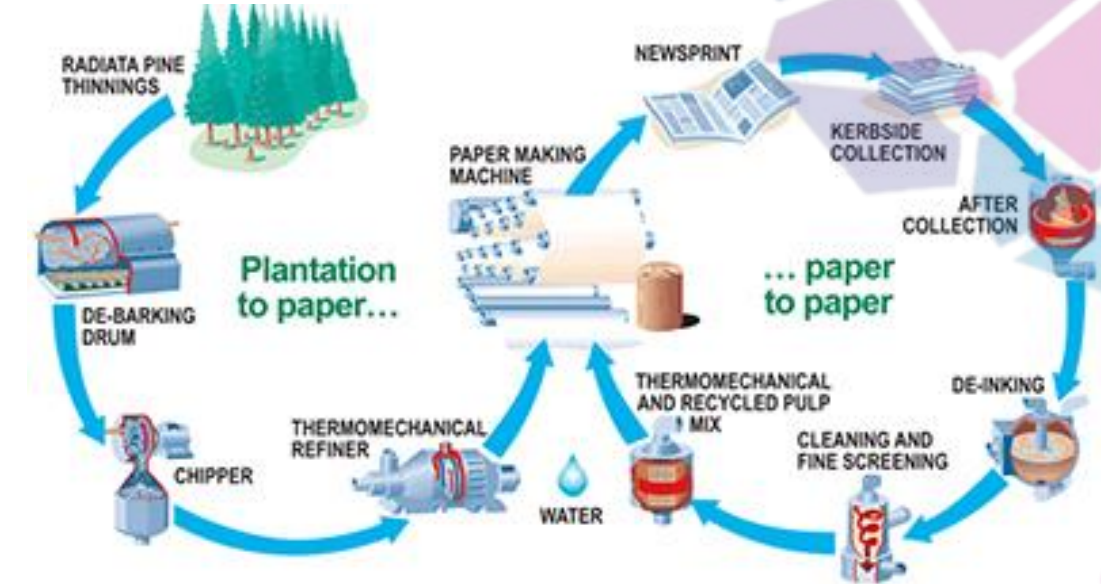 RADIATA PINE
THINNINGS
DE-BARKING
DRUM
CHIPPER
Plantation
to paper...
THERMOMECHANICAL
REFINER
PAPER MAKING
MACHINE
WATER
NEWSPRINT
KERBSIDE
COLLECTION
AFTER
COLLECTION
... paper
to paper
DE-INKING
CLEANING AND
FINE SCREENING
THERMOMECHANICAL
AND RECYCLED PULP
MIX